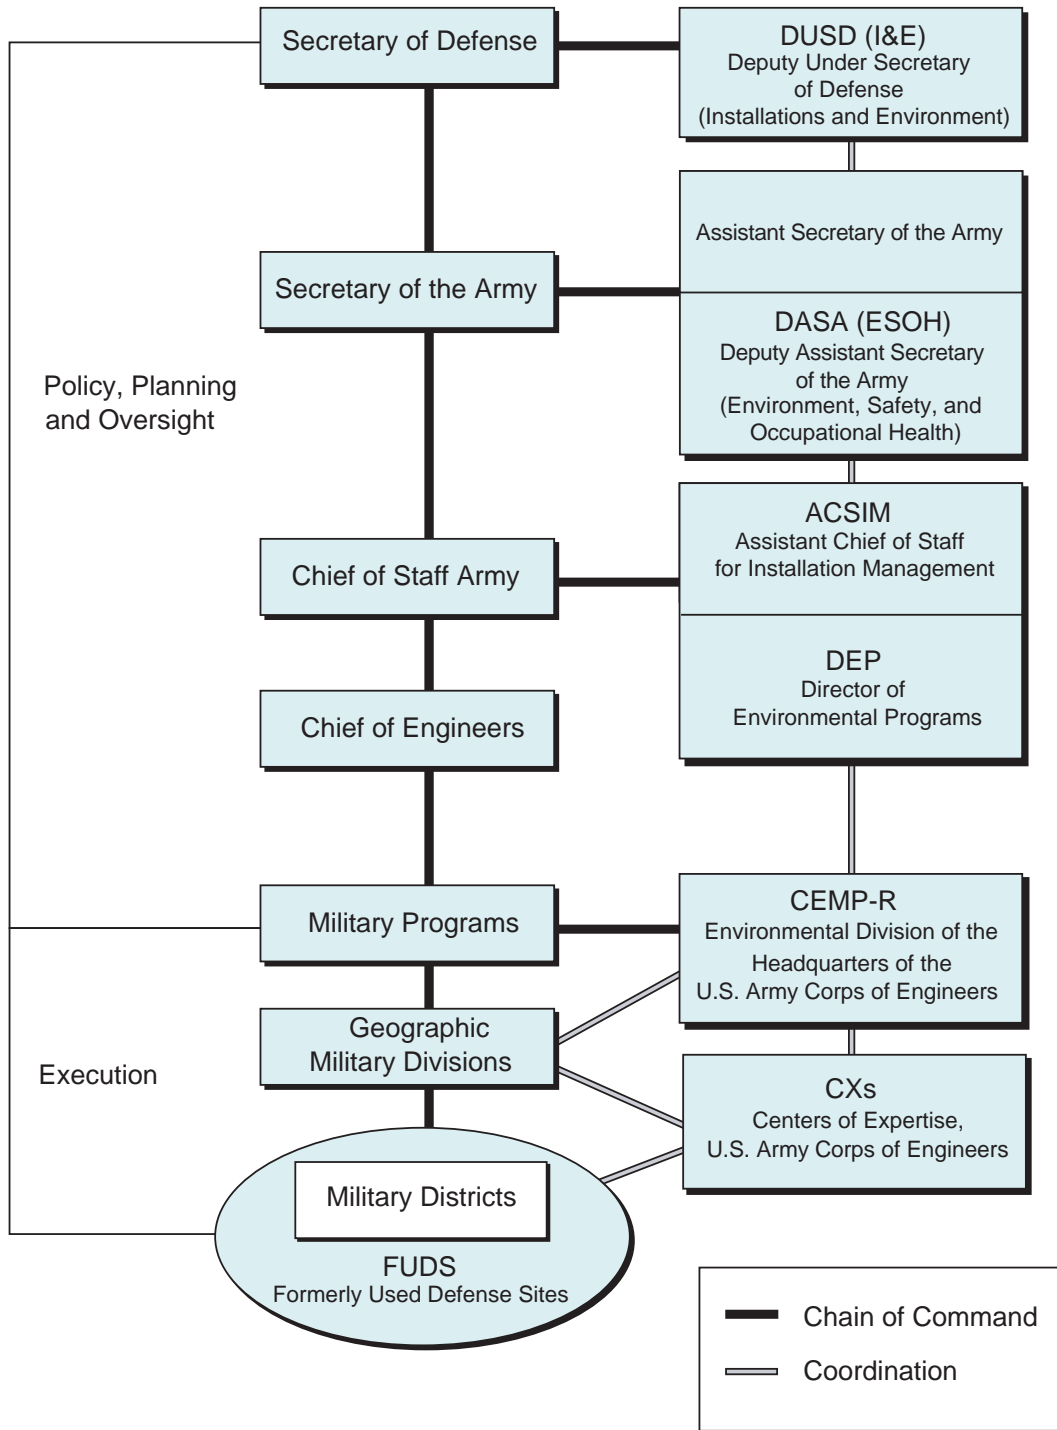 Secretary of Defense
DUSD (I&E)
Deputy Under Secretary
of Defense
(Installations and Environment)
Assistant Secretary of the Army
Secretary of the Army
DASA (ESOH)
Deputy Assistant Secretary
of the Army
(Environment, Safety, and
Occupational Health)
Policy, Planning
and Oversight
ACSIM
Assistant Chief of Staff
for Installation Management
Chief of Staff Army
DEP
Director of
Environmental Programs
Chief of Engineers
Military Programs
CEMP-R
Environmental Division of the
Headquarters of the
U.S. Army Corps of Engineers
Geographic
Military Divisions
Execution
CXs
Centers of Expertise,
U.S. Army Corps of Engineers
Military Districts
FUDS
Formerly Used Defense Sites
Chain of Command
Coordination